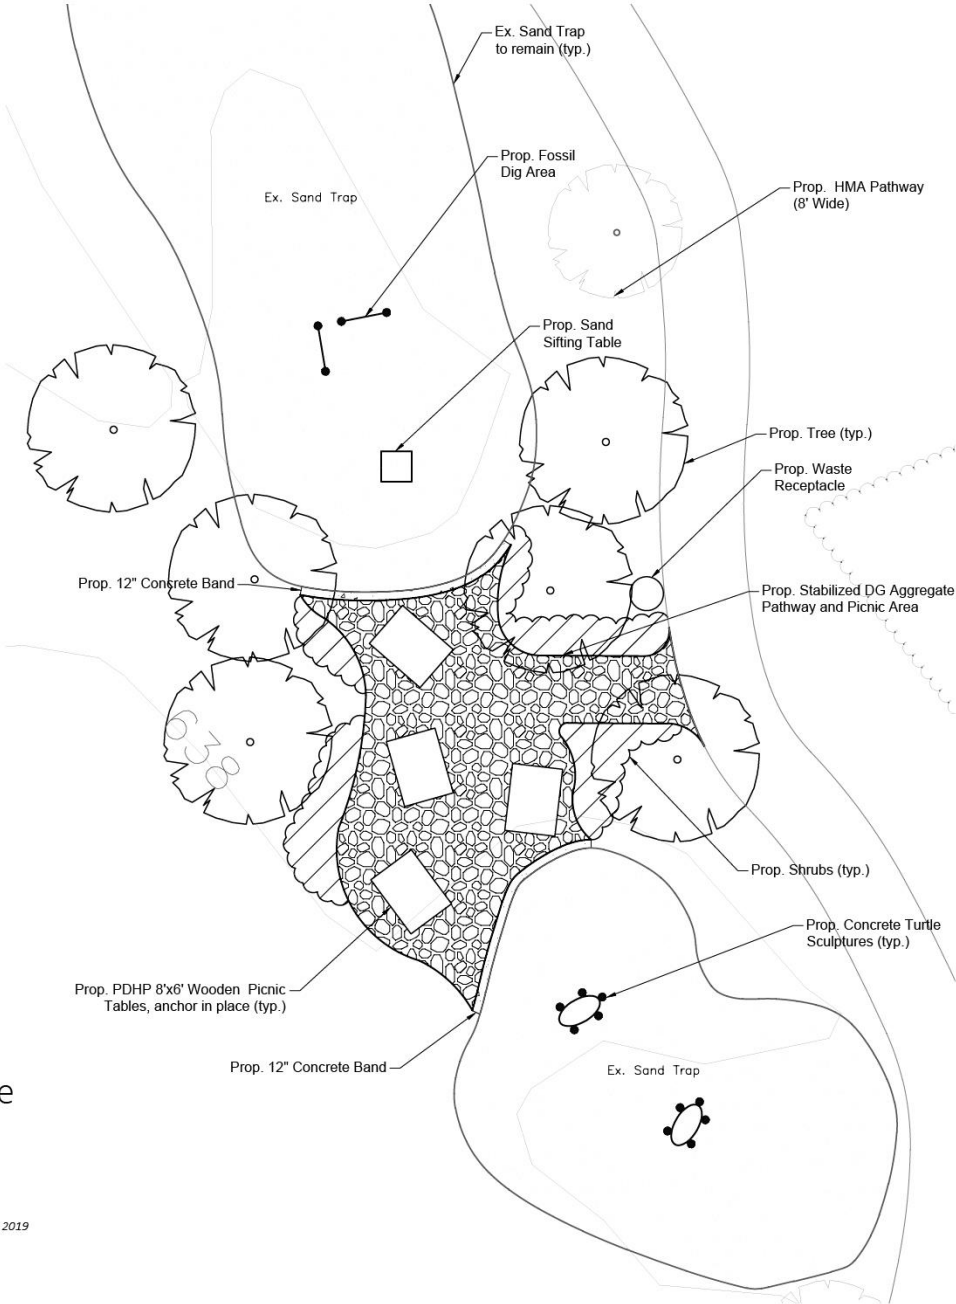 Ex. Sand Trap
to remain (typ.)
Prop. Fossil
Dig Area
Ex. Sand Trap
Prop.  HMA Pathway
(8' Wide)
Prop. Sand
Sifting Table
Prop. Tree (typ.)
Prop. Waste
Receptacle
Prop. 12" Concrete Band
Prop. Stabilized DG Aggregate
Pathway and Picnic Area
Prop. Shrubs (typ.)
Prop. Concrete Turtle
Sculptures (typ.)
Prop. PDHP 8'x6' Wooden  Picnic
Tables, anchor in place (typ.)
Prop. 12" Concrete Band
Ex. Sand Trap
e
2019